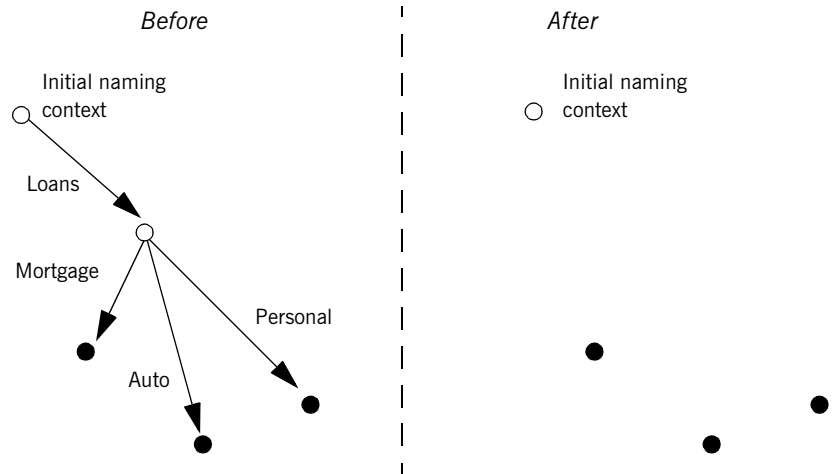 Before
After
Initial naming
context
Initial naming
context
Loans
Mortgage
Personal
Auto